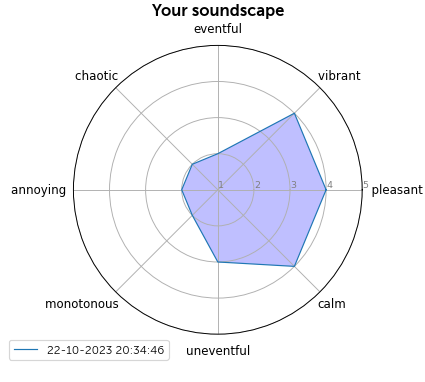 Your soundscape
eventful
chaotic
vibrant
annoying
1 2 3 4 5
pleasant
monotonous
calm
uneventful
22-10-2023 20:34:46